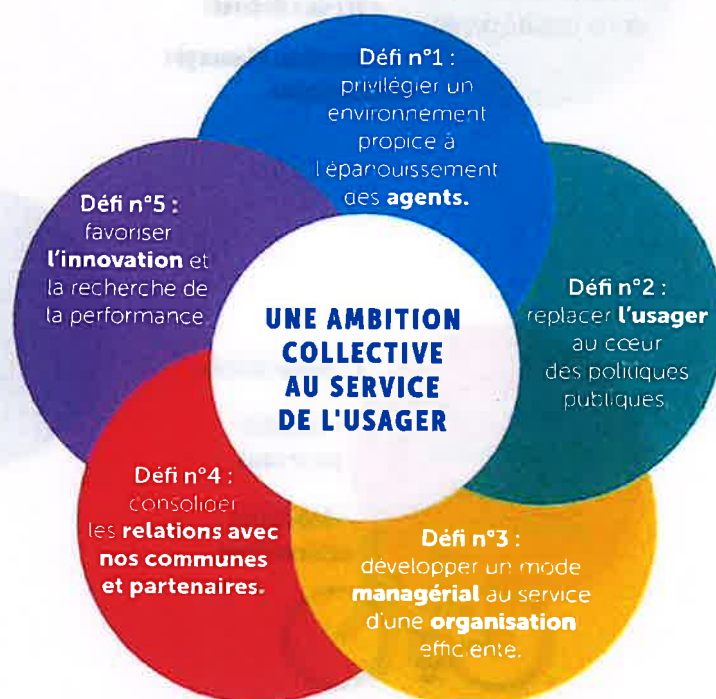 Défi n°1 :
privilégier un
environnement
propice à
l'épanouissement
des agents.
Défi n°5 :
favoriser
l'innovation et
la recherche de
la performance.
UNE AMBITION
COLLECTIVE
AU SERVICE
DE L'USAGER
Défi n°2 :
replacer l'usager
au cœur
des politiques
publiques
Défi n°4 :
consolider
les relations avec
nos communes
et partenaires.
Défi n°3 :
développer un mode
managérial au service
d'une organisation
efficiente.